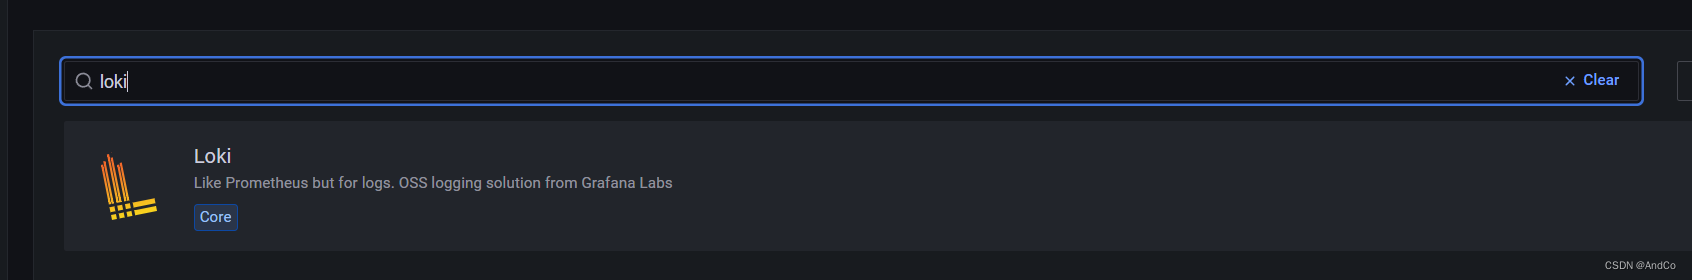 loki
Clear
Loki
Like Prometheus but for logs. OSS logging solution from Grafana Labs
Core
CSDN @AndCo